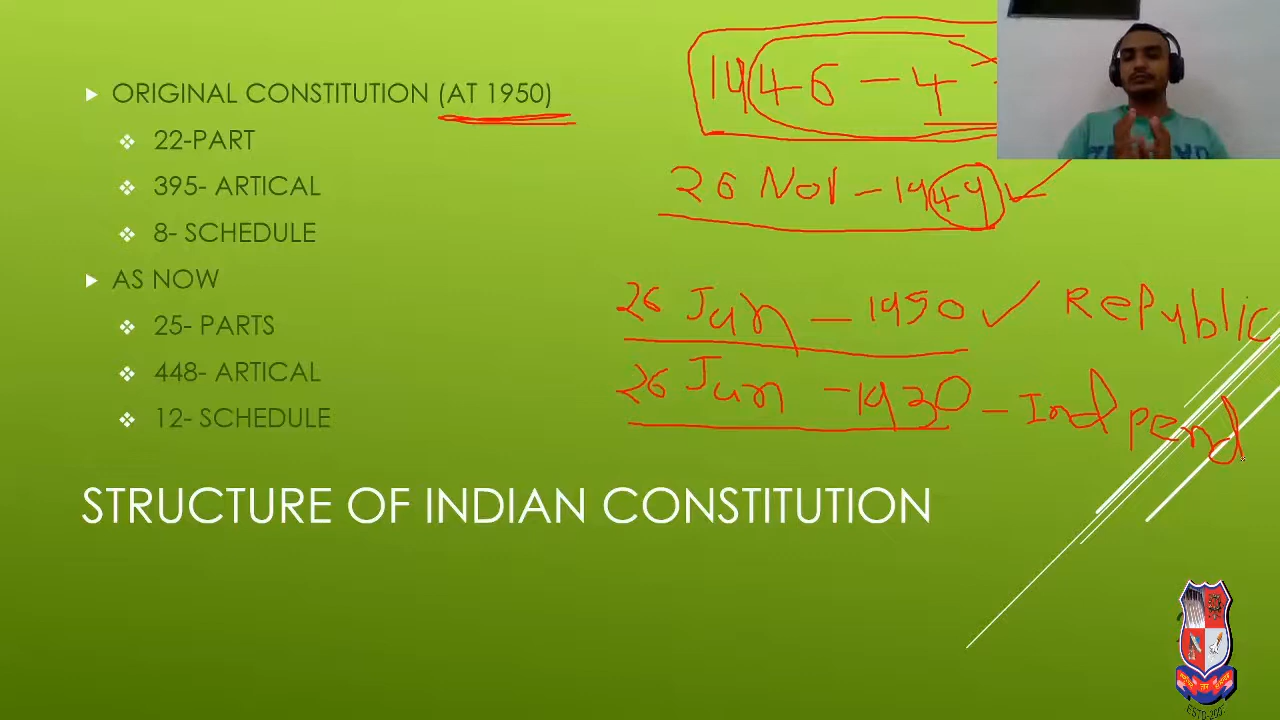 ORIGINAL CONSTITUTION (AT 1950)
22-PART
395- ARTICAL
8- SCHEDULE
AS NOW
25- PARTS
448- ARTICAL
12- SCHEDULE
STRUCTURE OF INDIAN CONSTITUTION
1946 - 4
26 Nov - 1949
26 Jan - 1950 Republic
26 Jan - 1930 - Indpend